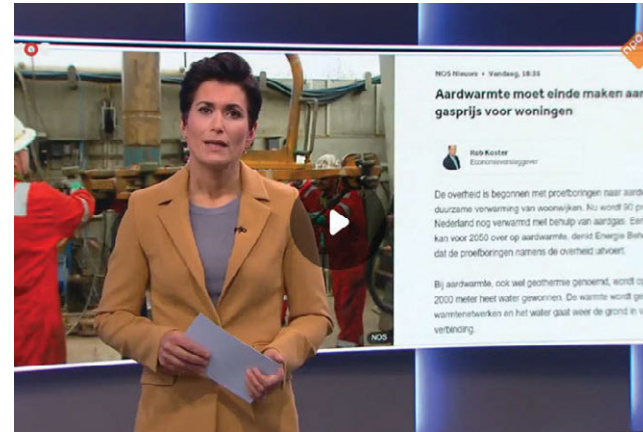 npo
NOS Nieuws • Vandaag, 18:36
Aardwarmte moet einde maken aan
gasprijs voor woningen
Rob Koster
Economieverslaggever
De overheid is begonnen met proefboringen naar aard
duurzame verwarming van woonwijken. Nu wordt 90 pr
Nederland nog verwarmd met behulp van aardgas. Een
kan voor 2050 over op aardwarmte, denkt Energie Behe
dat de proefboringen namens de overheid uitvoert.
Bij aardwarmte, ook wel geothermie genoemd, wordt op
2000 meter heet water gewonnen. De warmte wordt
warmtenetwerken en het water gaat weer de grond in
verbinding.
NOS